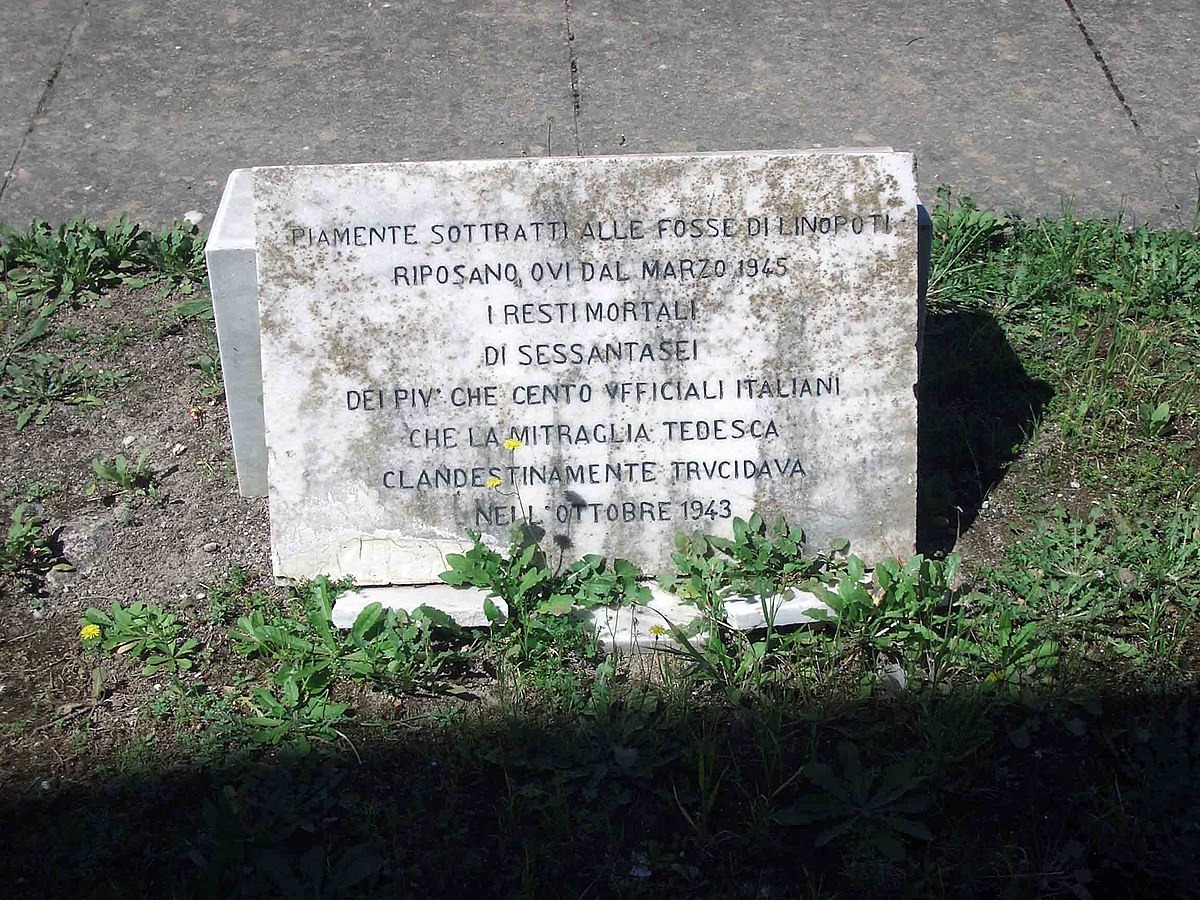 PIAMENTE SOTTRATTI ALLE FOSSE DI LINOPOTI
RIPOSANO OVI DAL MARZO 1945
I RESTI MORTALI
DI SESSANTASEI
DEI PIV' CHE CENTO VFFICIALI ITALIANI
CHE LA MITRAGLIA TEDESCA
CLANDESTINAMENTE TRVCIDAVA
NELL'OTTOBRE 1943